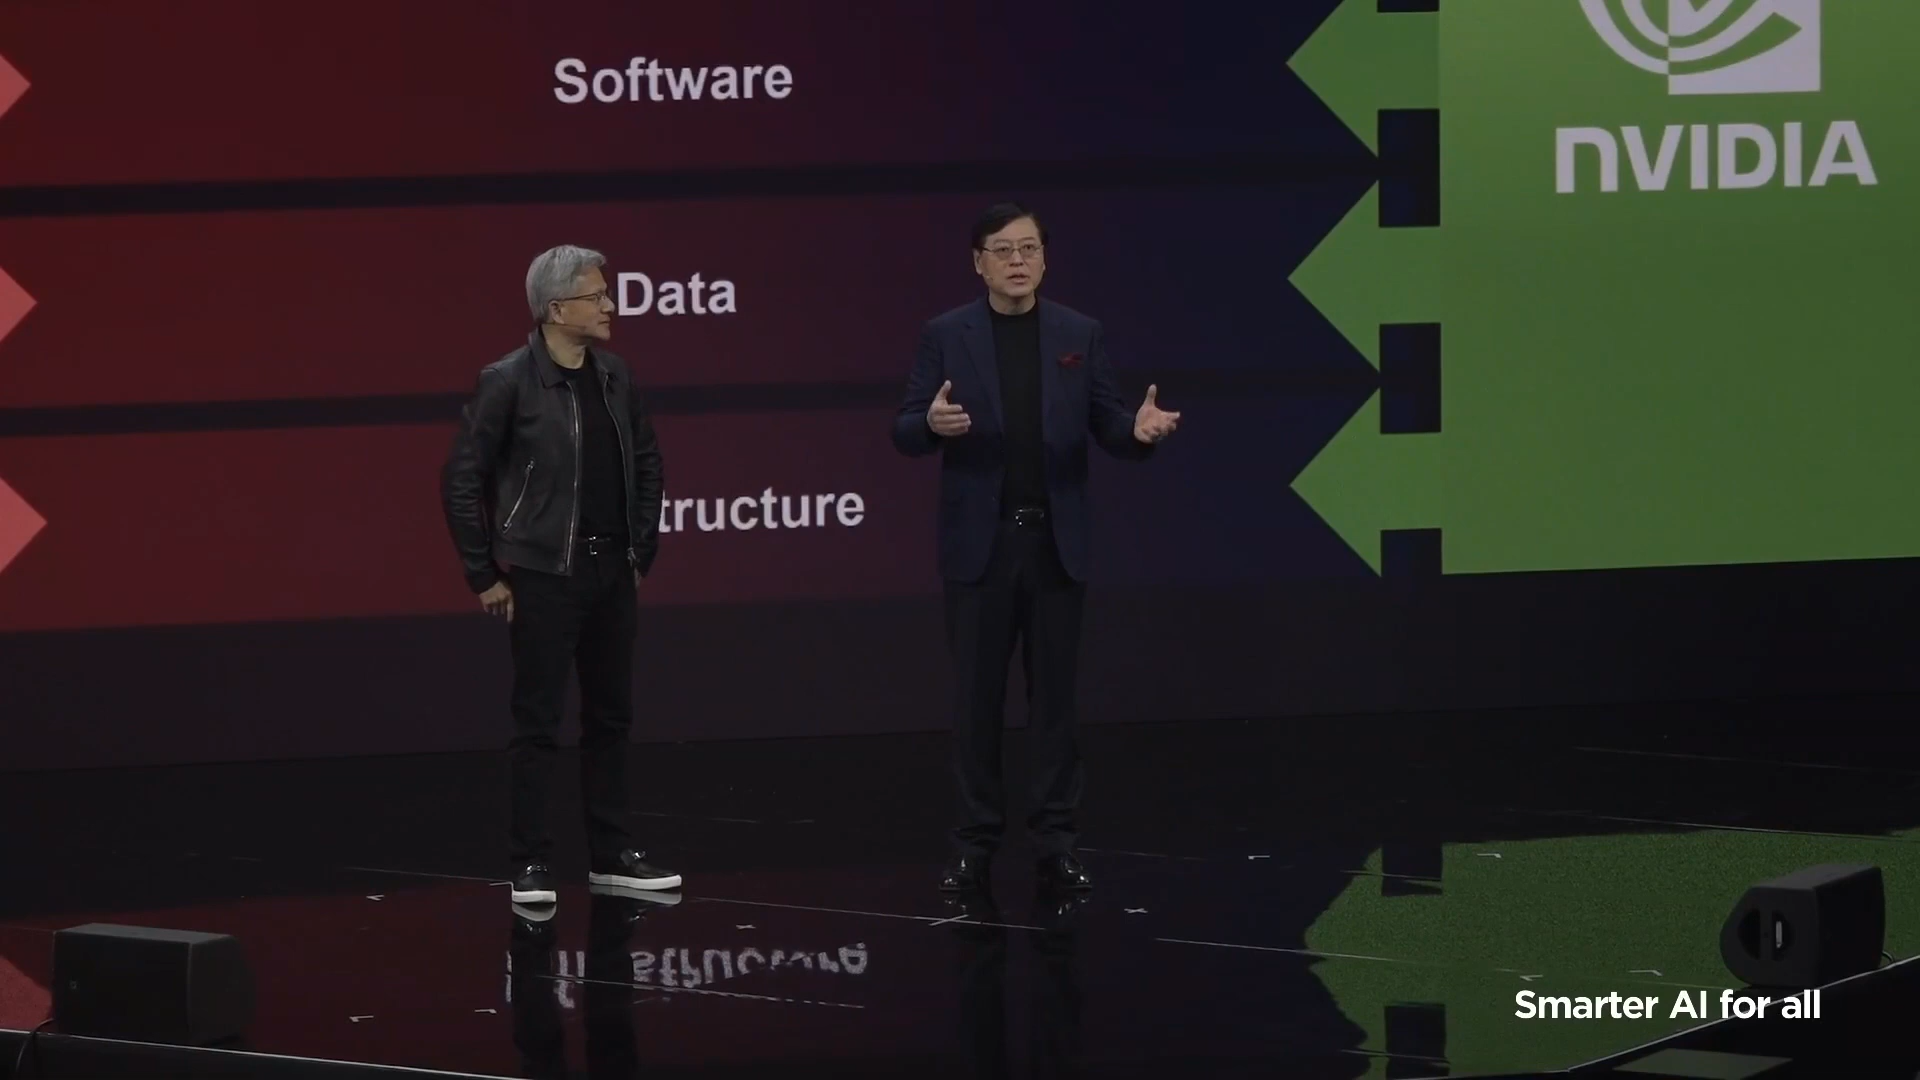 Software
NVIDIA
Data
tructure
Smarter AI for all